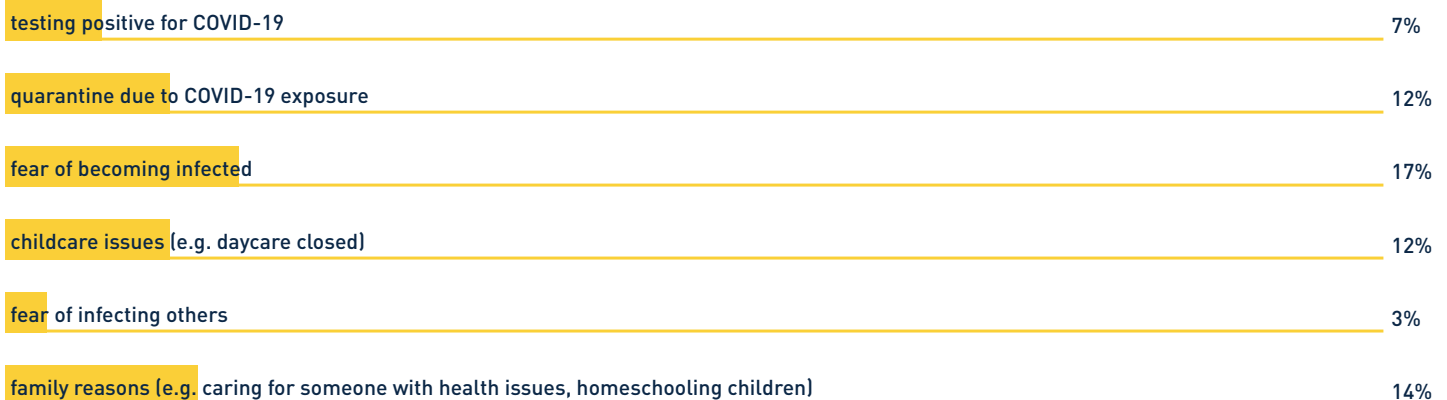 testing positive for COVID-19 7%
quarantine due to COVID-19 exposure 12%
fear of becoming infected 17%
childcare issues (e.g. daycare closed) 12%
fear of infecting others 3%
family reasons (e.g. caring for someone with health issues, homeschooling children) 14%